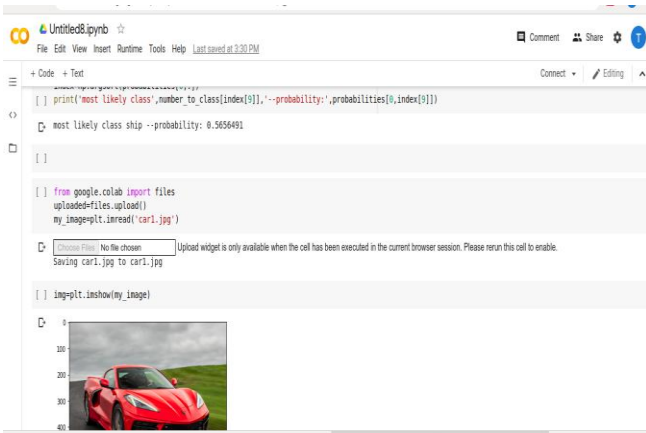 Untitled8.ipynb
Comment Share T
File Edit View Insert Runtime Tools Help Last saved at 3:30 PM
+ Code + Text Connect Editing
[ ] print('most likely class',number_to_class[index[9]],'--probability:',probabilities[0,index[9]])
most likely class ship --probability: 0.5656491
[ ]
[ ] from google.colab import files
uploaded=files.upload()
my_image=plt.imread('car1.jpg')
Choose Files No file chosen Upload widget is only available when the cell has been executed in the current browser session. Please rerun this cell to enable.
Saving car1.jpg to car1.jpg
[ ] img=plt.imshow(my_image)
0
100
200
300
400